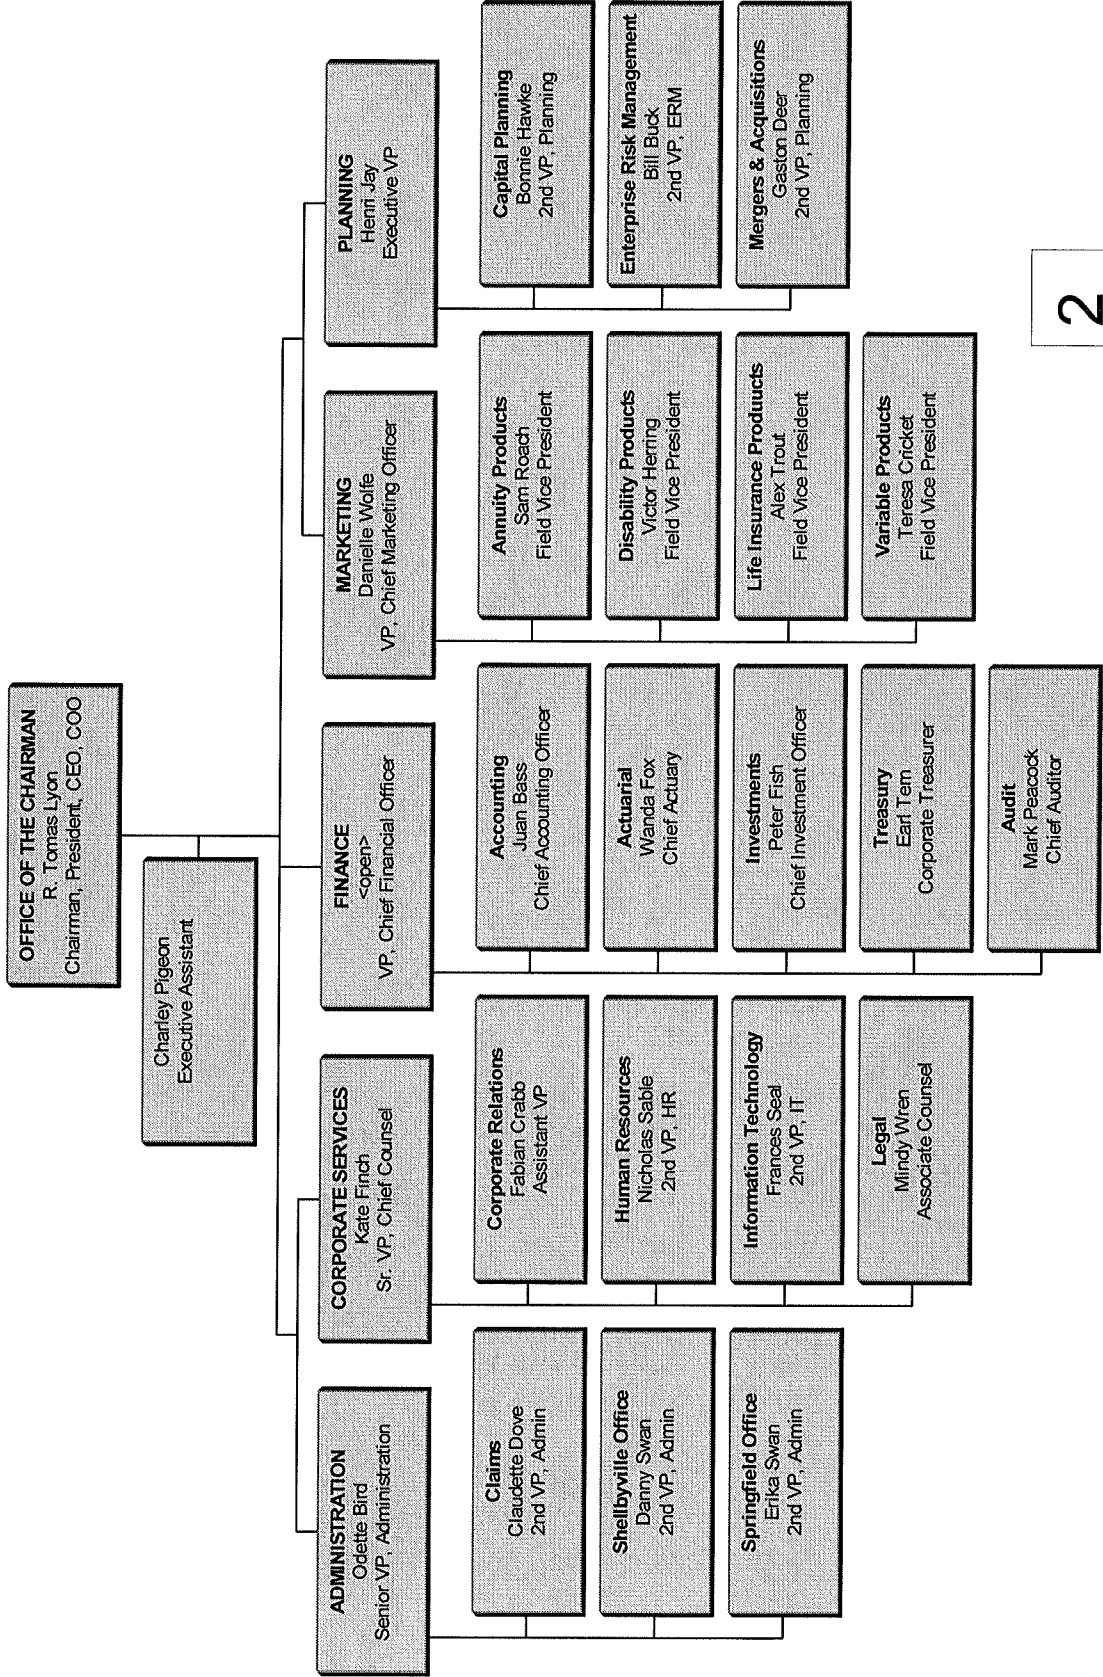 OFFICE OF THE CHAIRMAN
R. Tomas Lyon
Chairman, President, CEO, COO
Charley Pigeon
Executive Assistant
ADMINISTRATION
Odette Bird
Senior VP, Administration
Claims
Claudette Dove
2nd VP, Admin
Shellbyville Office
Danny Swan
2nd VP, Admin
Springfield Office
Erika Swan
2nd VP, Admin
CORPORATE SERVICES
Kate Finch
Sr. VP, Chief Counsel
Corporate Relations
Fabian Crabb
Assistant VP
Human Resources
Nicholas Sable
2nd VP, HR
Information Technology
Frances Seal
2nd VP, IT
Legal
Mindy Wren
Associate Counsel
FINANCE
<open>
VP, Chief Financial Officer
Accounting
Juan Bass
Chief Accounting Officer
Actuarial
Wanda Fox
Chief Actuary
Investments
Peter Fish
Chief Investment Officer
Treasury
Earl Tern
Corporate Treasurer
Audit
Mark Peacock
Chief Auditor
MARKETING
Danielle Wolfe
VP, Chief Marketing Officer
Annuity Products
Sam Roach
Field Vice President
Disability Products
Victor Herring
Field Vice President
Life Insurance Produucts
Alex Trout
Field Vice President
Variable Products
Teresa Cricket
Field Vice President
PLANNING
Henri Jay
Executive VP
Capital Planning
Bonnie Hawke
2nd VP, Planning
Enterprise Risk Management
Bill Buck
2nd VP, ERM
Mergers & Acquisitions
Gaston Deer
2nd VP, Planning
2